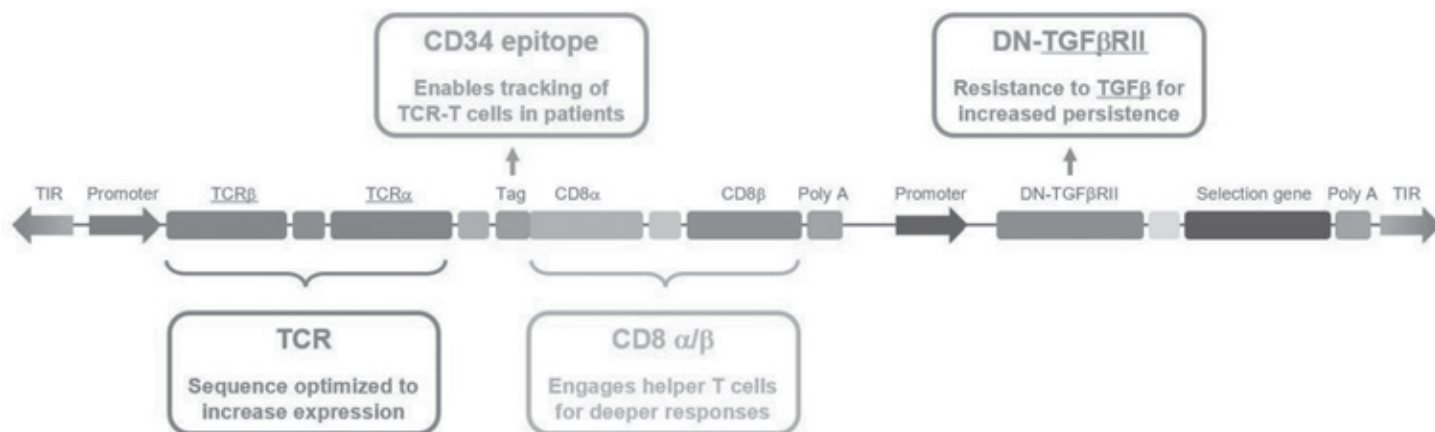 CD34 epitope
Enables tracking of
TCR-T cells in patients
DN-TGFβRII
Resistance to TGFβ for
increased persistence
TIR Promoter TCRβ TCRα Tag CD8α CD8β Poly A Promoter DN-TGFβRII Selection gene Poly A TIR
TCR
Sequence optimized to
increase expression
CD8 α/β
Engages helper T cells
for deeper responses